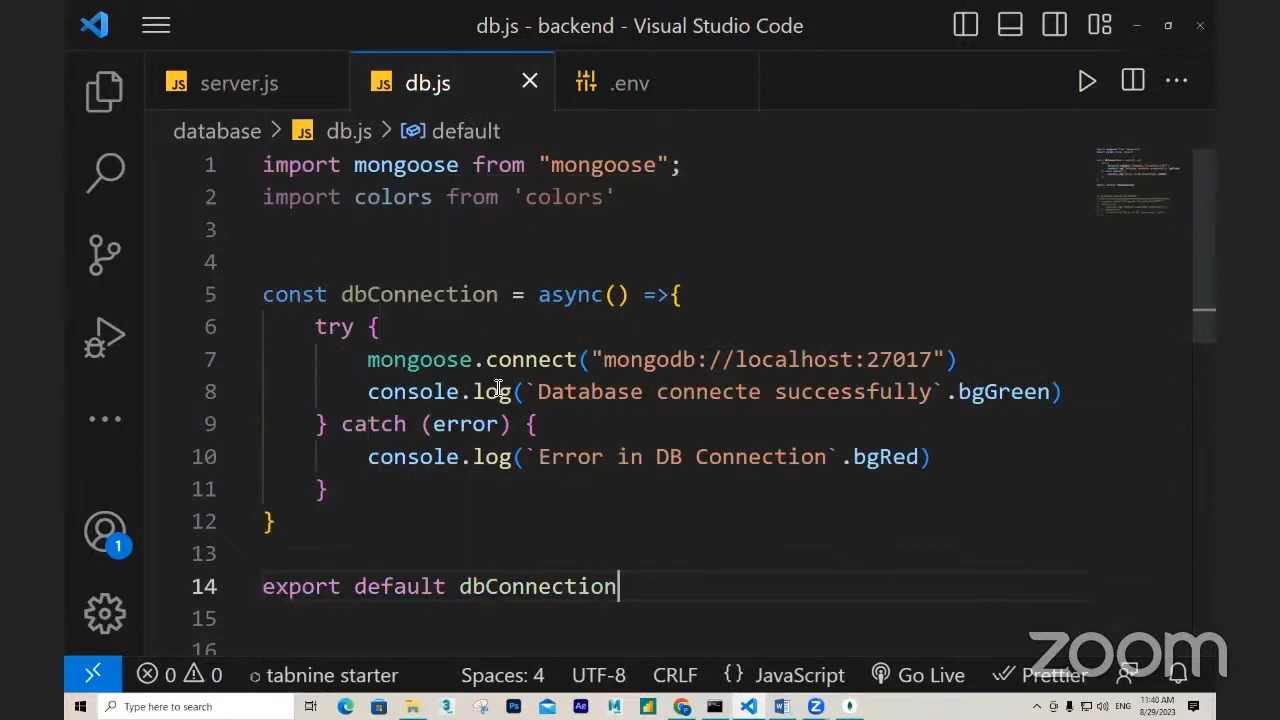 db.js - backend - Visual Studio Code
JS server.js JS db.js .env
database > JS db.js > default
1 import mongoose from "mongoose";
2 import colors from 'colors'
3
4
5 const dbConnection = async() =>{
6 try {
7 mongoose.connect("mongodb://localhost:27017")
8 console.log(`Database connecte successfully`.bgGreen)
9 } catch (error) {
10 console.log(`Error in DB Connection`.bgRed)
11 }
12 }
13
14 export default dbConnection
15
16
1
0 0 tabnine starter Spaces: 4 UTF-8 CRLF {} JavaScript Go Live Prettier
zoom
Type here to search
11:40 AM
8/29/2023